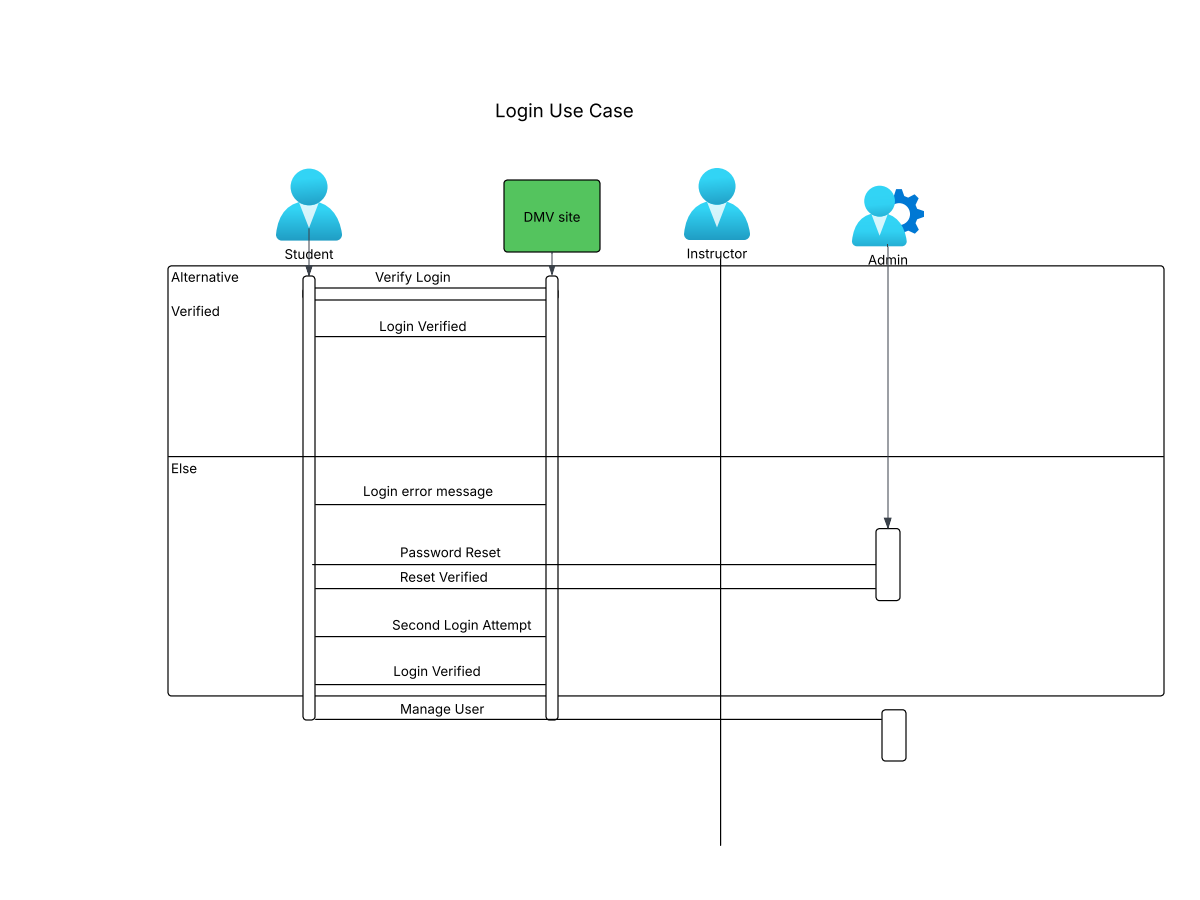 Login Use Case
DMV site
Student
Instructor
Admin
Alternative
Verify Login
Verified
Login Verified
Else
Login error message
Password Reset
Reset Verified
Second Login Attempt
Login Verified
Manage User